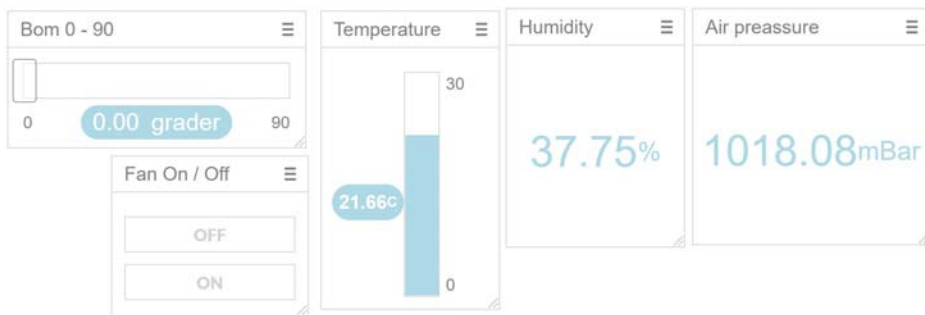 Bom 0 - 90
0
0.00 grader
90
Fan On / Off
OFF
ON
Temperature
30
21.66C
0
Humidity
37.75%
Air preassure
1018.08mBar